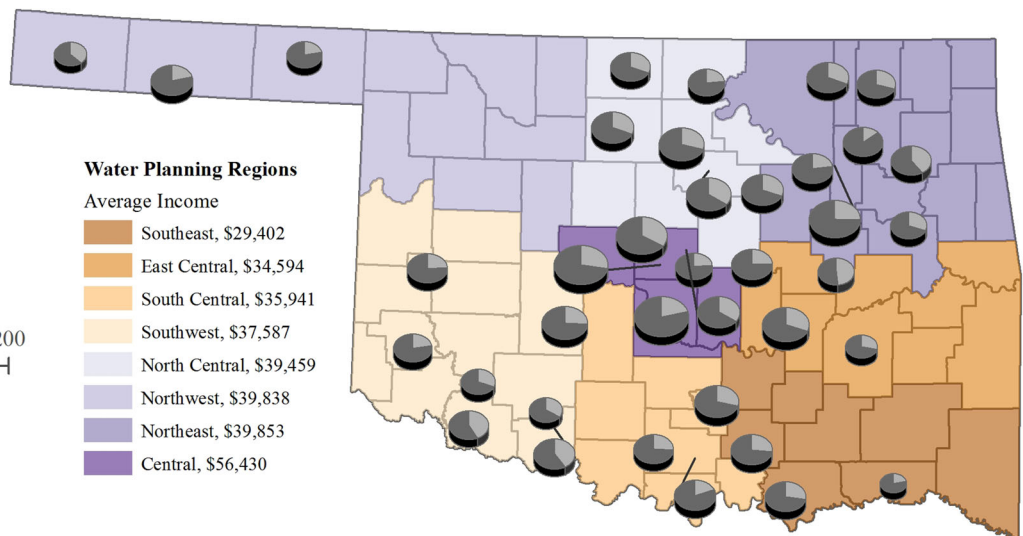 Water Planning Regions
Average Income
Southeast, $29,402
East Central, $34,594
South Central, $35,941
Southwest, $37,587
200
North Central, $39,459
Northwest, $39,838
Northeast, $39,853
Central, $56,430